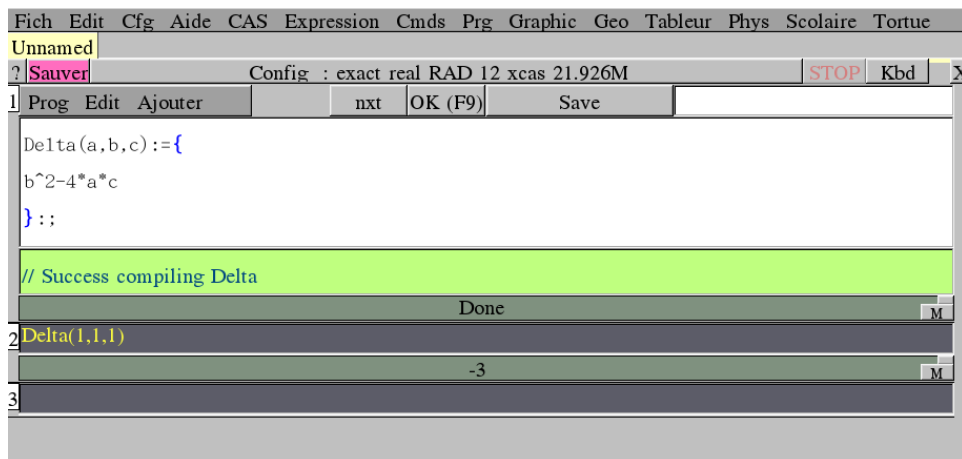 Fich Edit Cfg Aide CAS Expression Cmds Prg Graphic Geo Tableur Phys Scolaire Tortue
Unnamed
? Sauver Config : exact real RAD 12 xcas 21.926M STOP Kbd X
1 Prog Edit Ajouter nxt OK (F9) Save
Delta(a,b,c):={
b^2-4*a*c
}:;
// Success compiling Delta
Done M
2 Delta(1,1,1)
-3 M
3